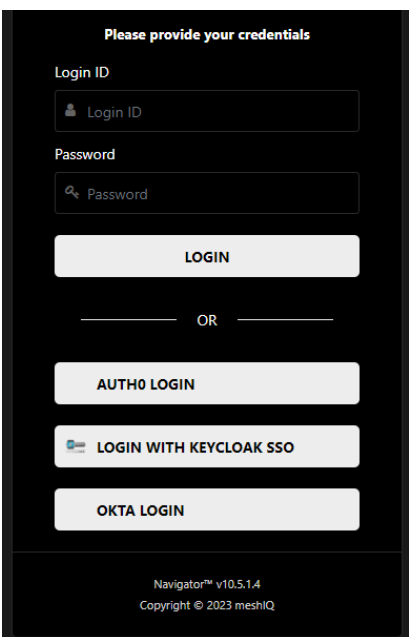 Please provide your credentials
Login ID
Login ID
Password
Password
LOGIN
OR
AUTH0 LOGIN
LOGIN WITH KEYCLOAK SSO
OKTA LOGIN
Navigator™ v10.5.1.4
Copyright © 2023 meshIQ